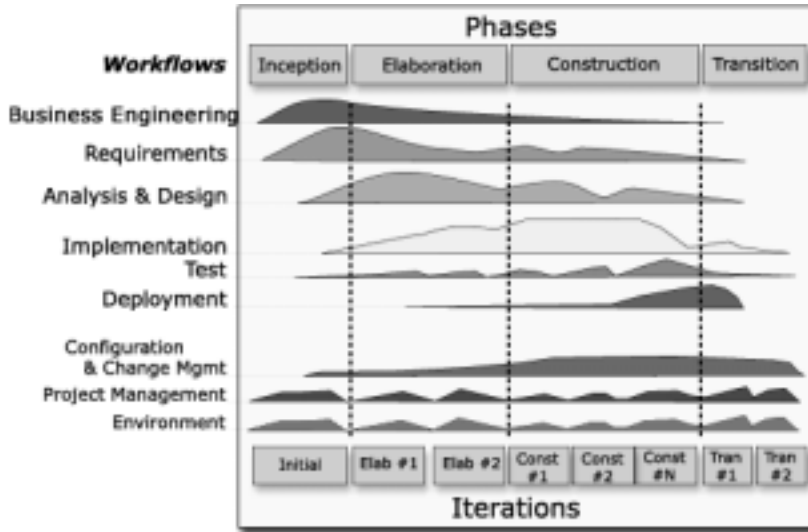 Phases
Workflows Inception Elaboration Construction Transition
Business Engineering
Requirements
Analysis & Design
Implementation
Test
Deployment
Configuration
& Change Mgmt
Project Management
Environment
Initial Elab #1 Elab #2 Const #1 Const #2 Const #N Tran #1 Tran #2
Iterations